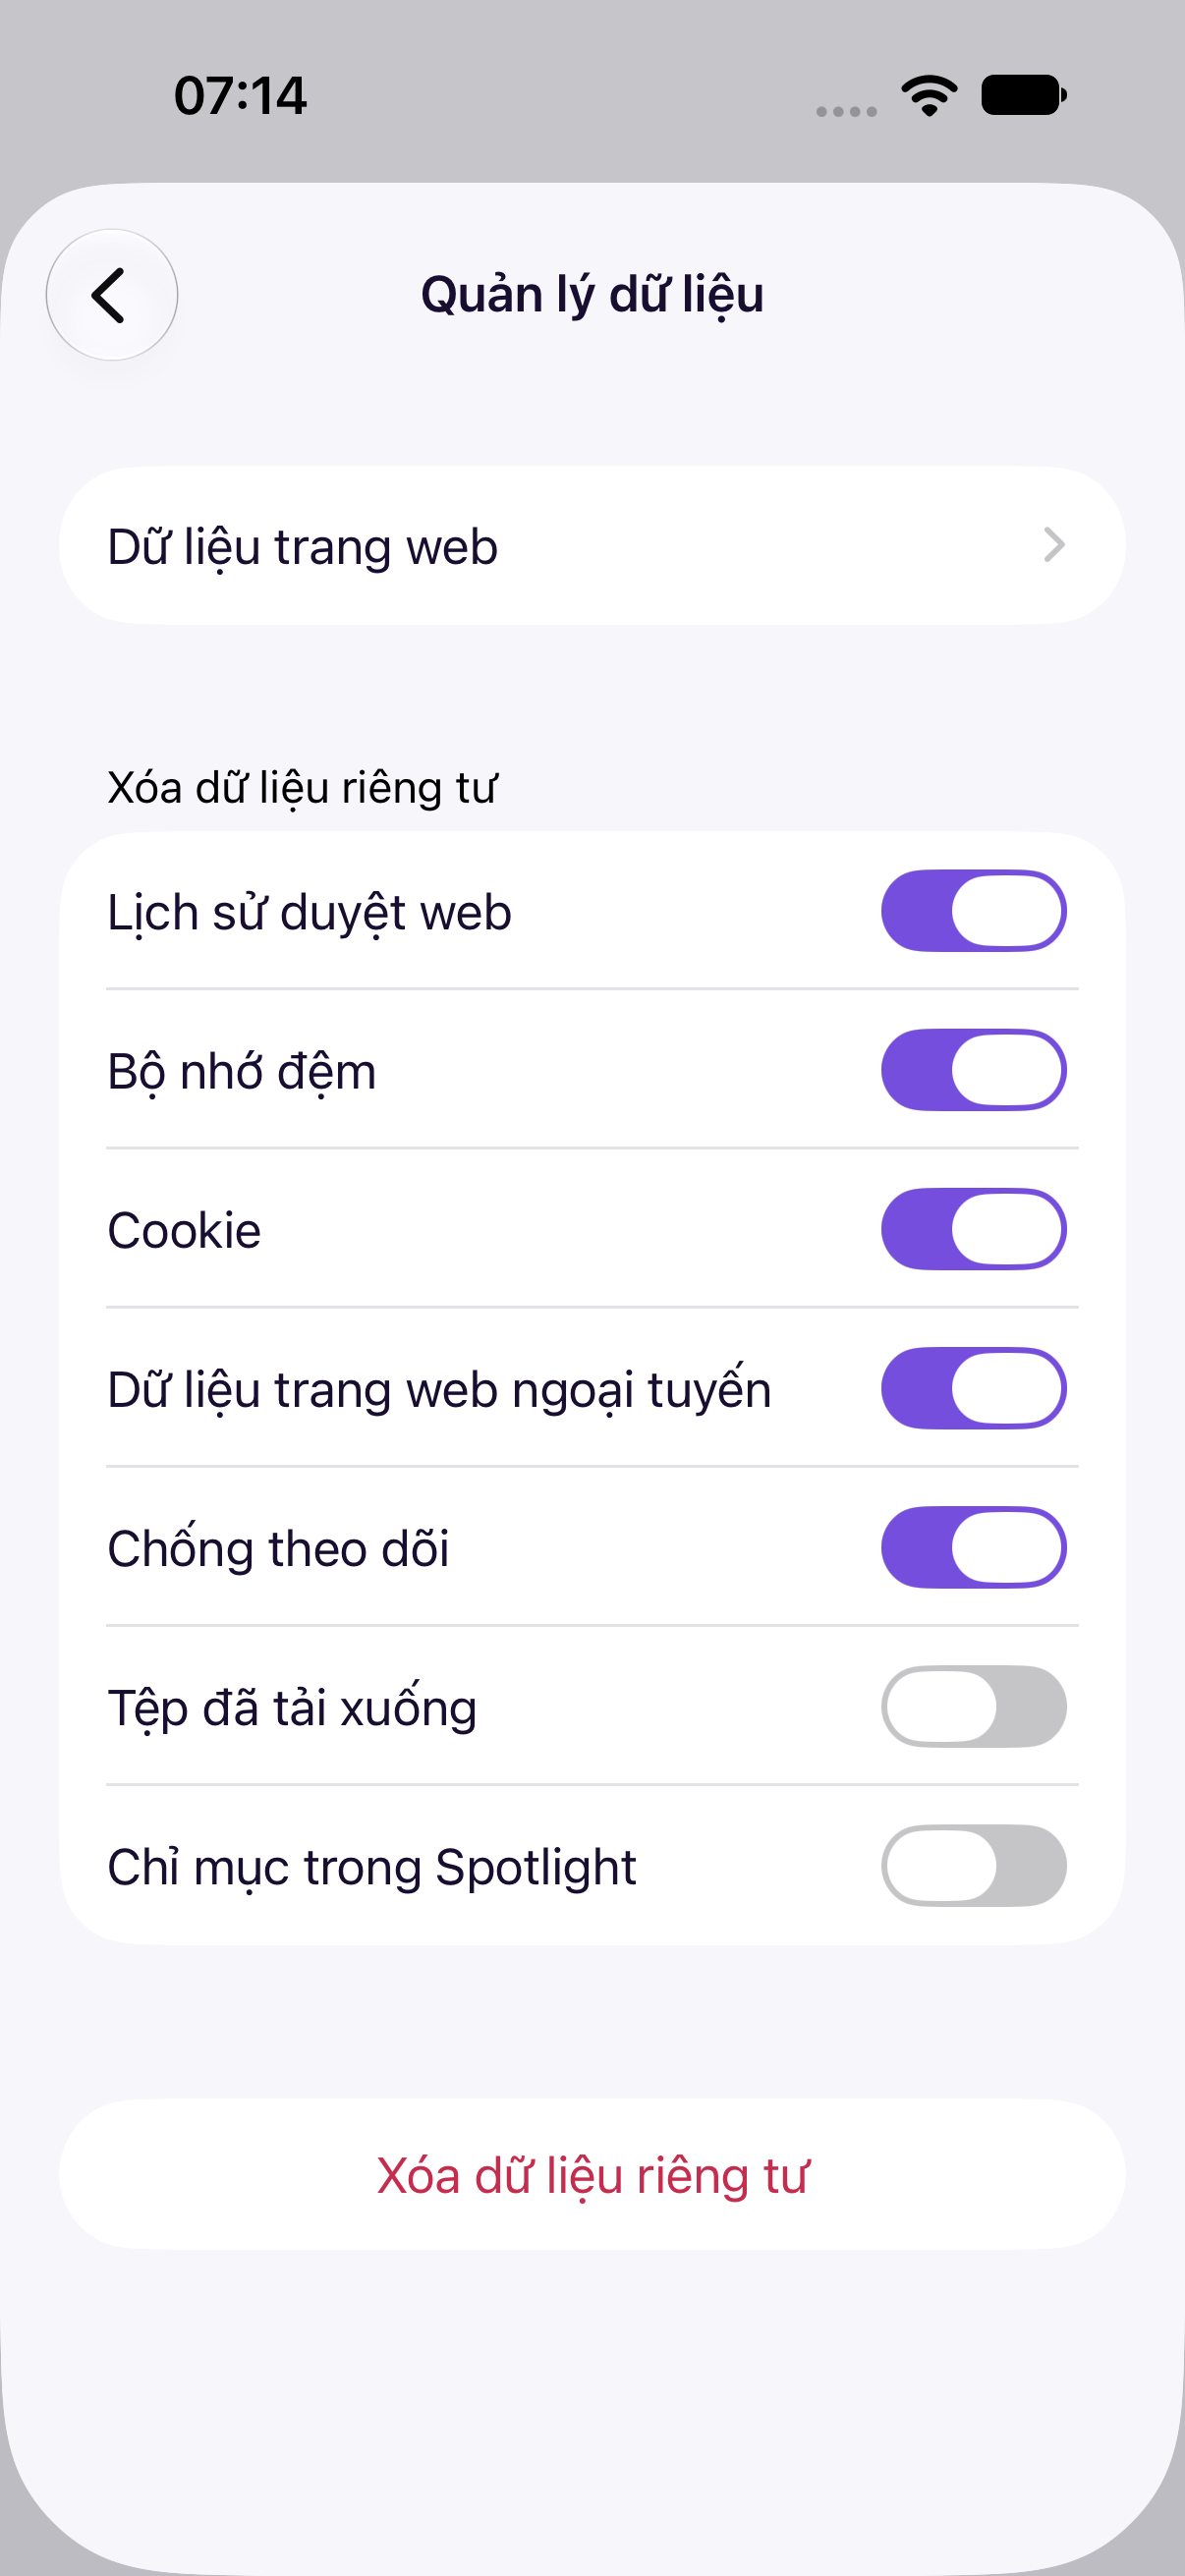 07:14
Quản lý dữ liệu
Dữ liệu trang web
Xóa dữ liệu riêng tư
Lịch sử duyệt web
Bộ nhớ đệm
Cookie
Dữ liệu trang web ngoại tuyến
Chống theo dõi
Tệp đã tải xuống
Chỉ mục trong Spotlight
Xóa dữ liệu riêng tư